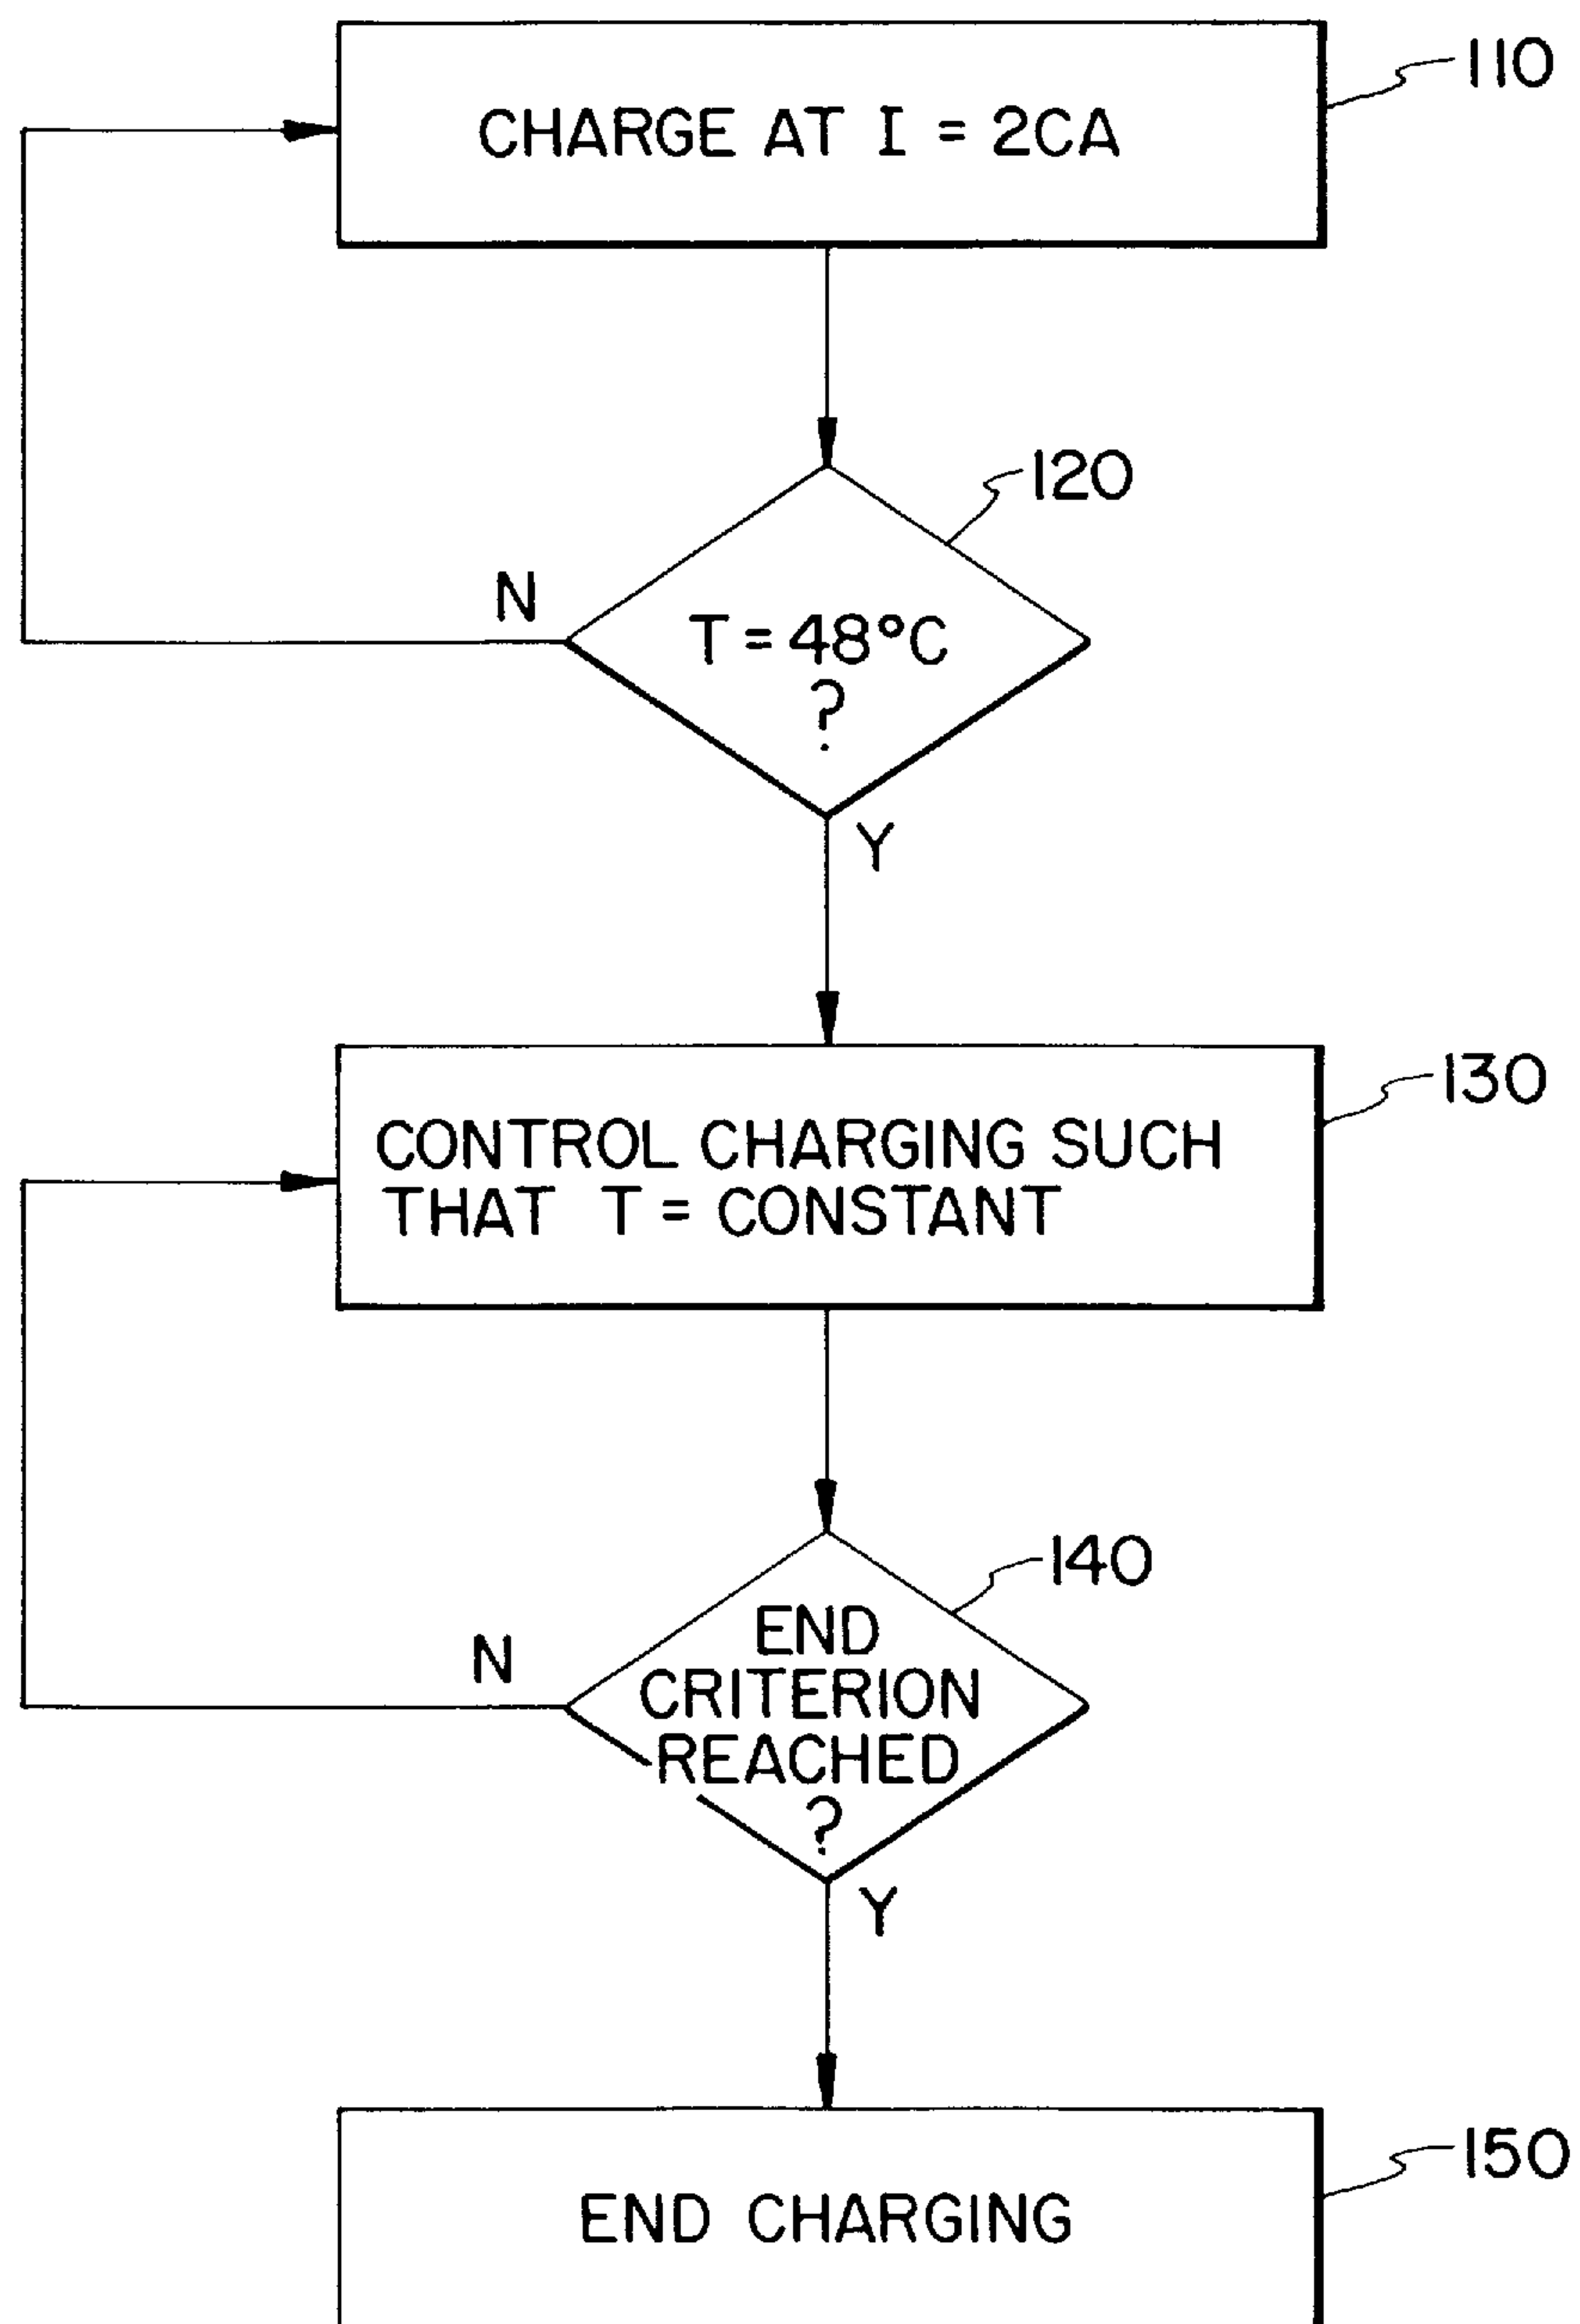 CHARGE AT I = 2CA
110
120
N
T = 48°C
?
Y
130
CONTROL CHARGING SUCH
THAT T = CONSTANT
140
END
N
CRITERION
REACHED
?
Y
150
END CHARGING